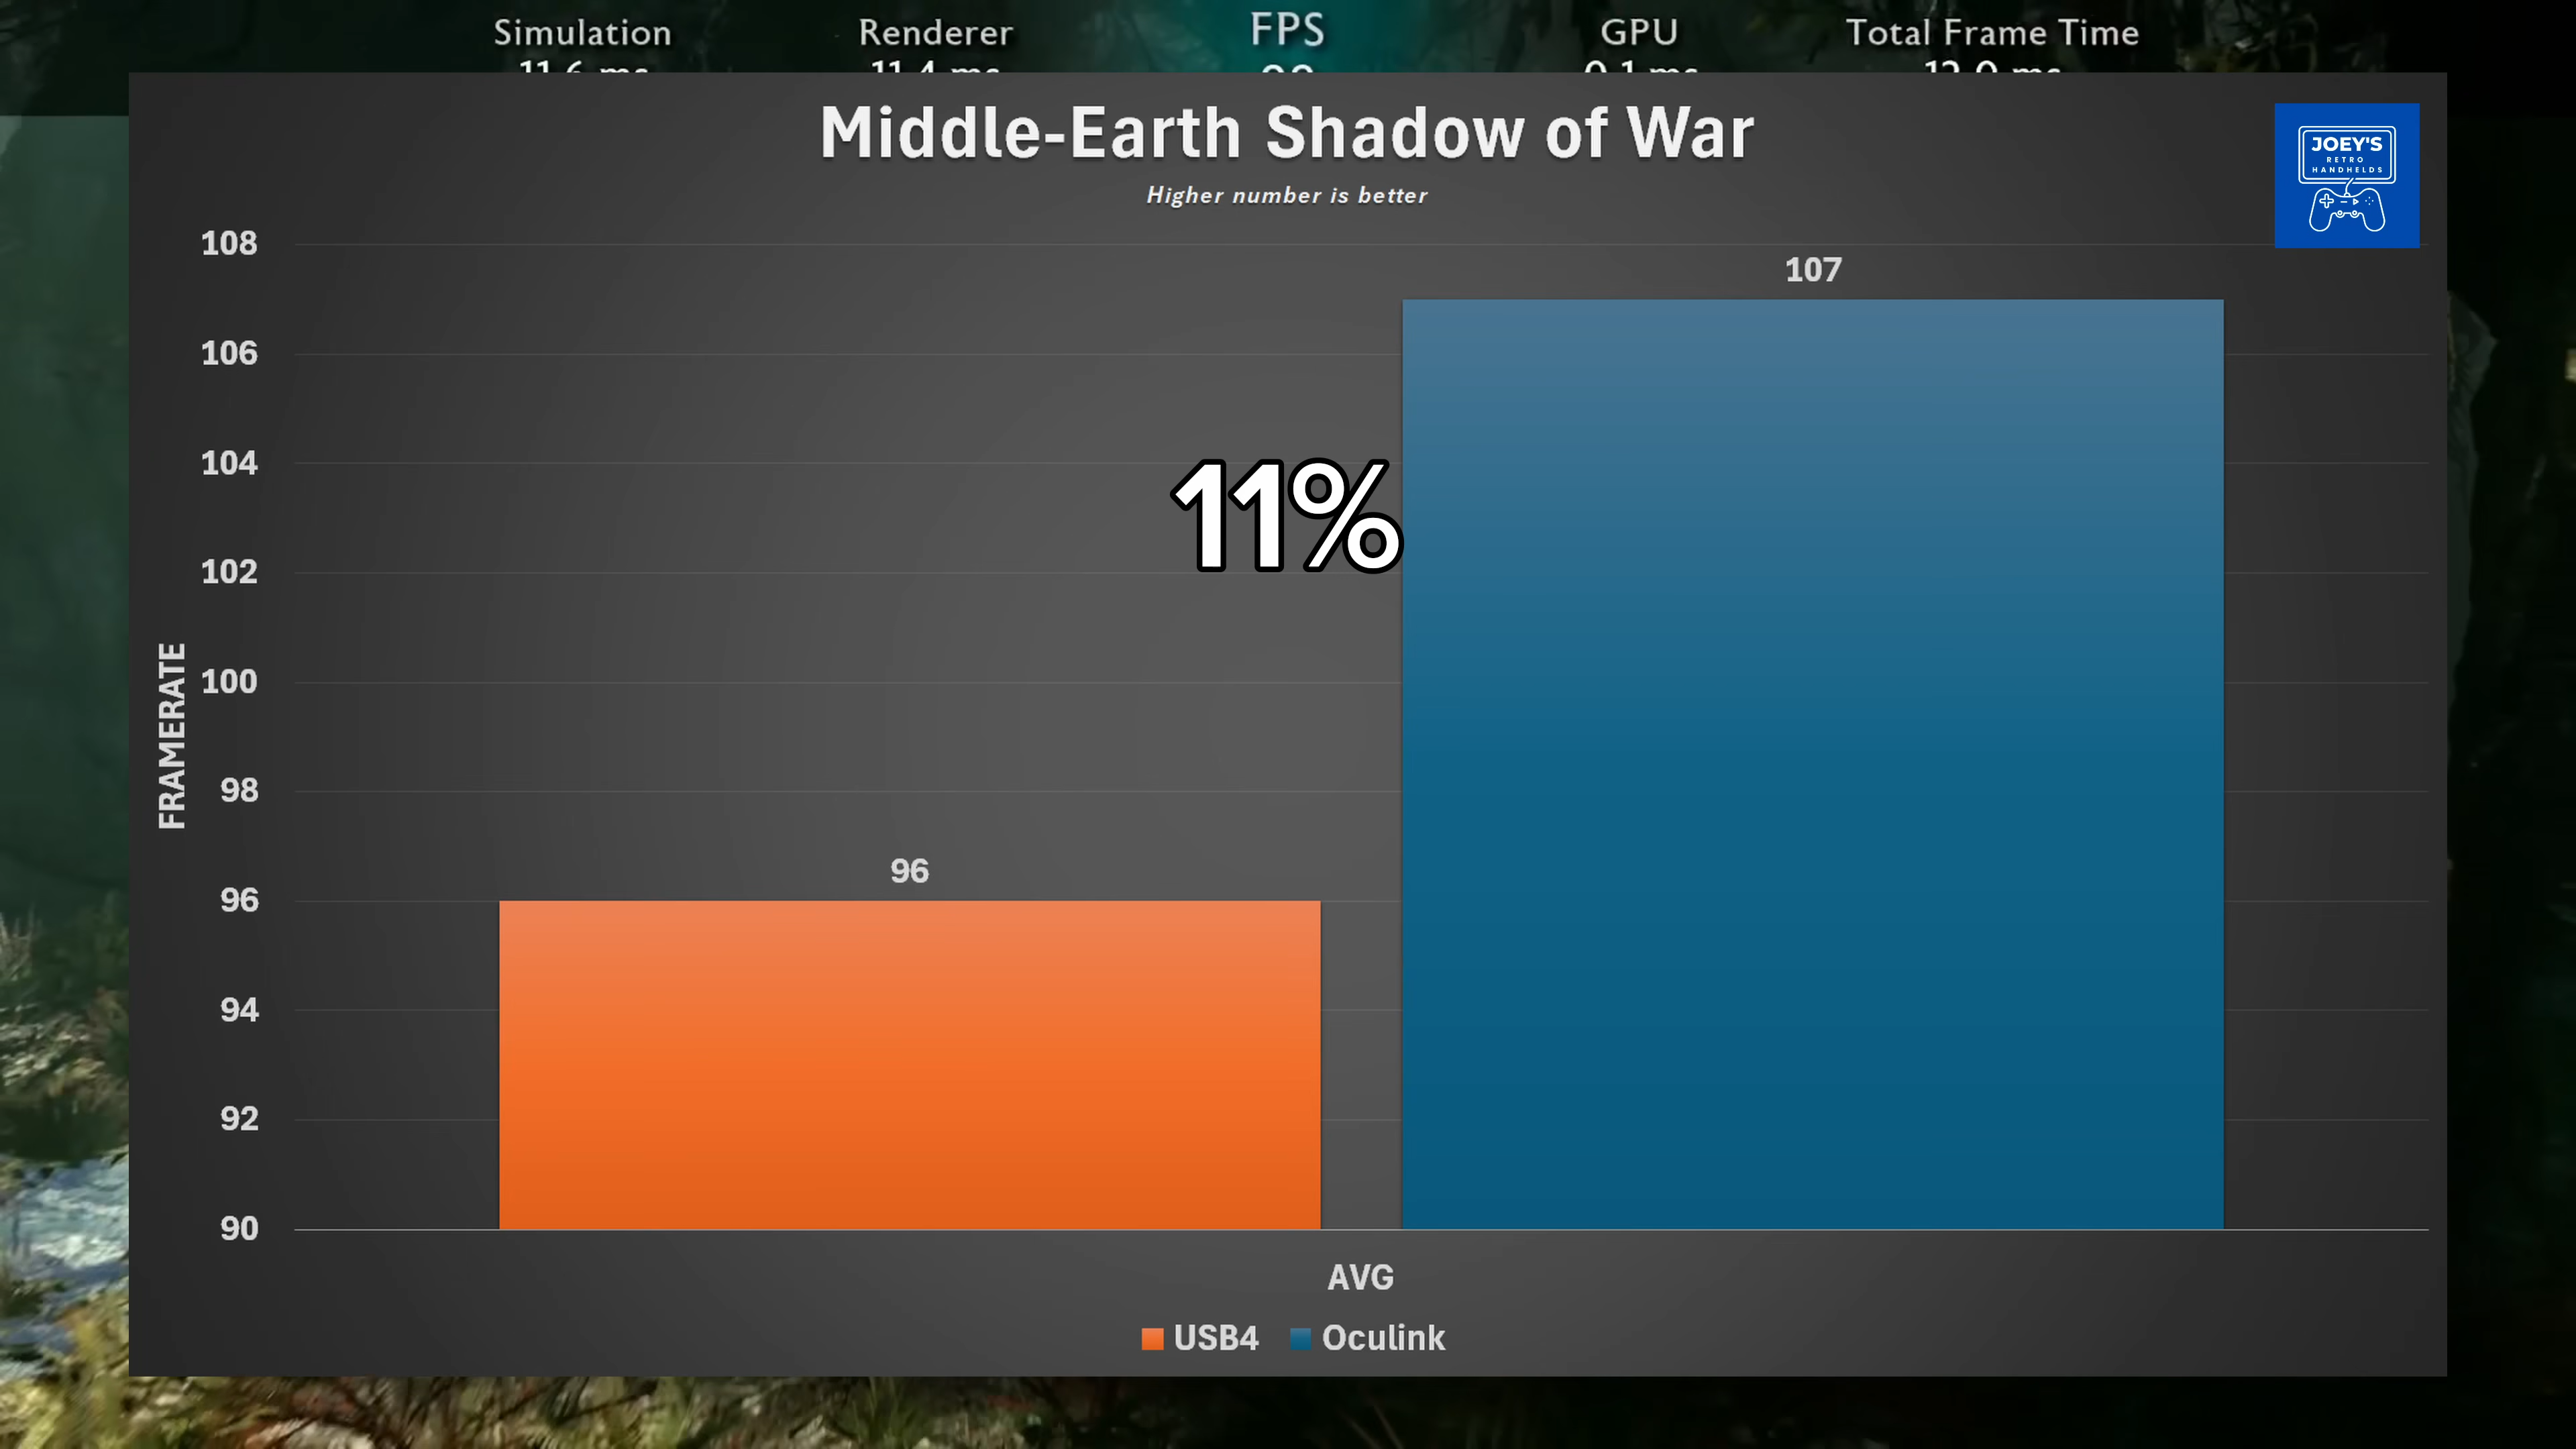 Simulation Renderer FPS GPU Total Frame Time
Middle-Earth Shadow of War
Higher number is better
JOEY'S
RETRO
HANDHELDS
108
107
106
104
11%
102
100
FRAMERATE
98
96
96
94
92
90
AVG
USB4 Oculink